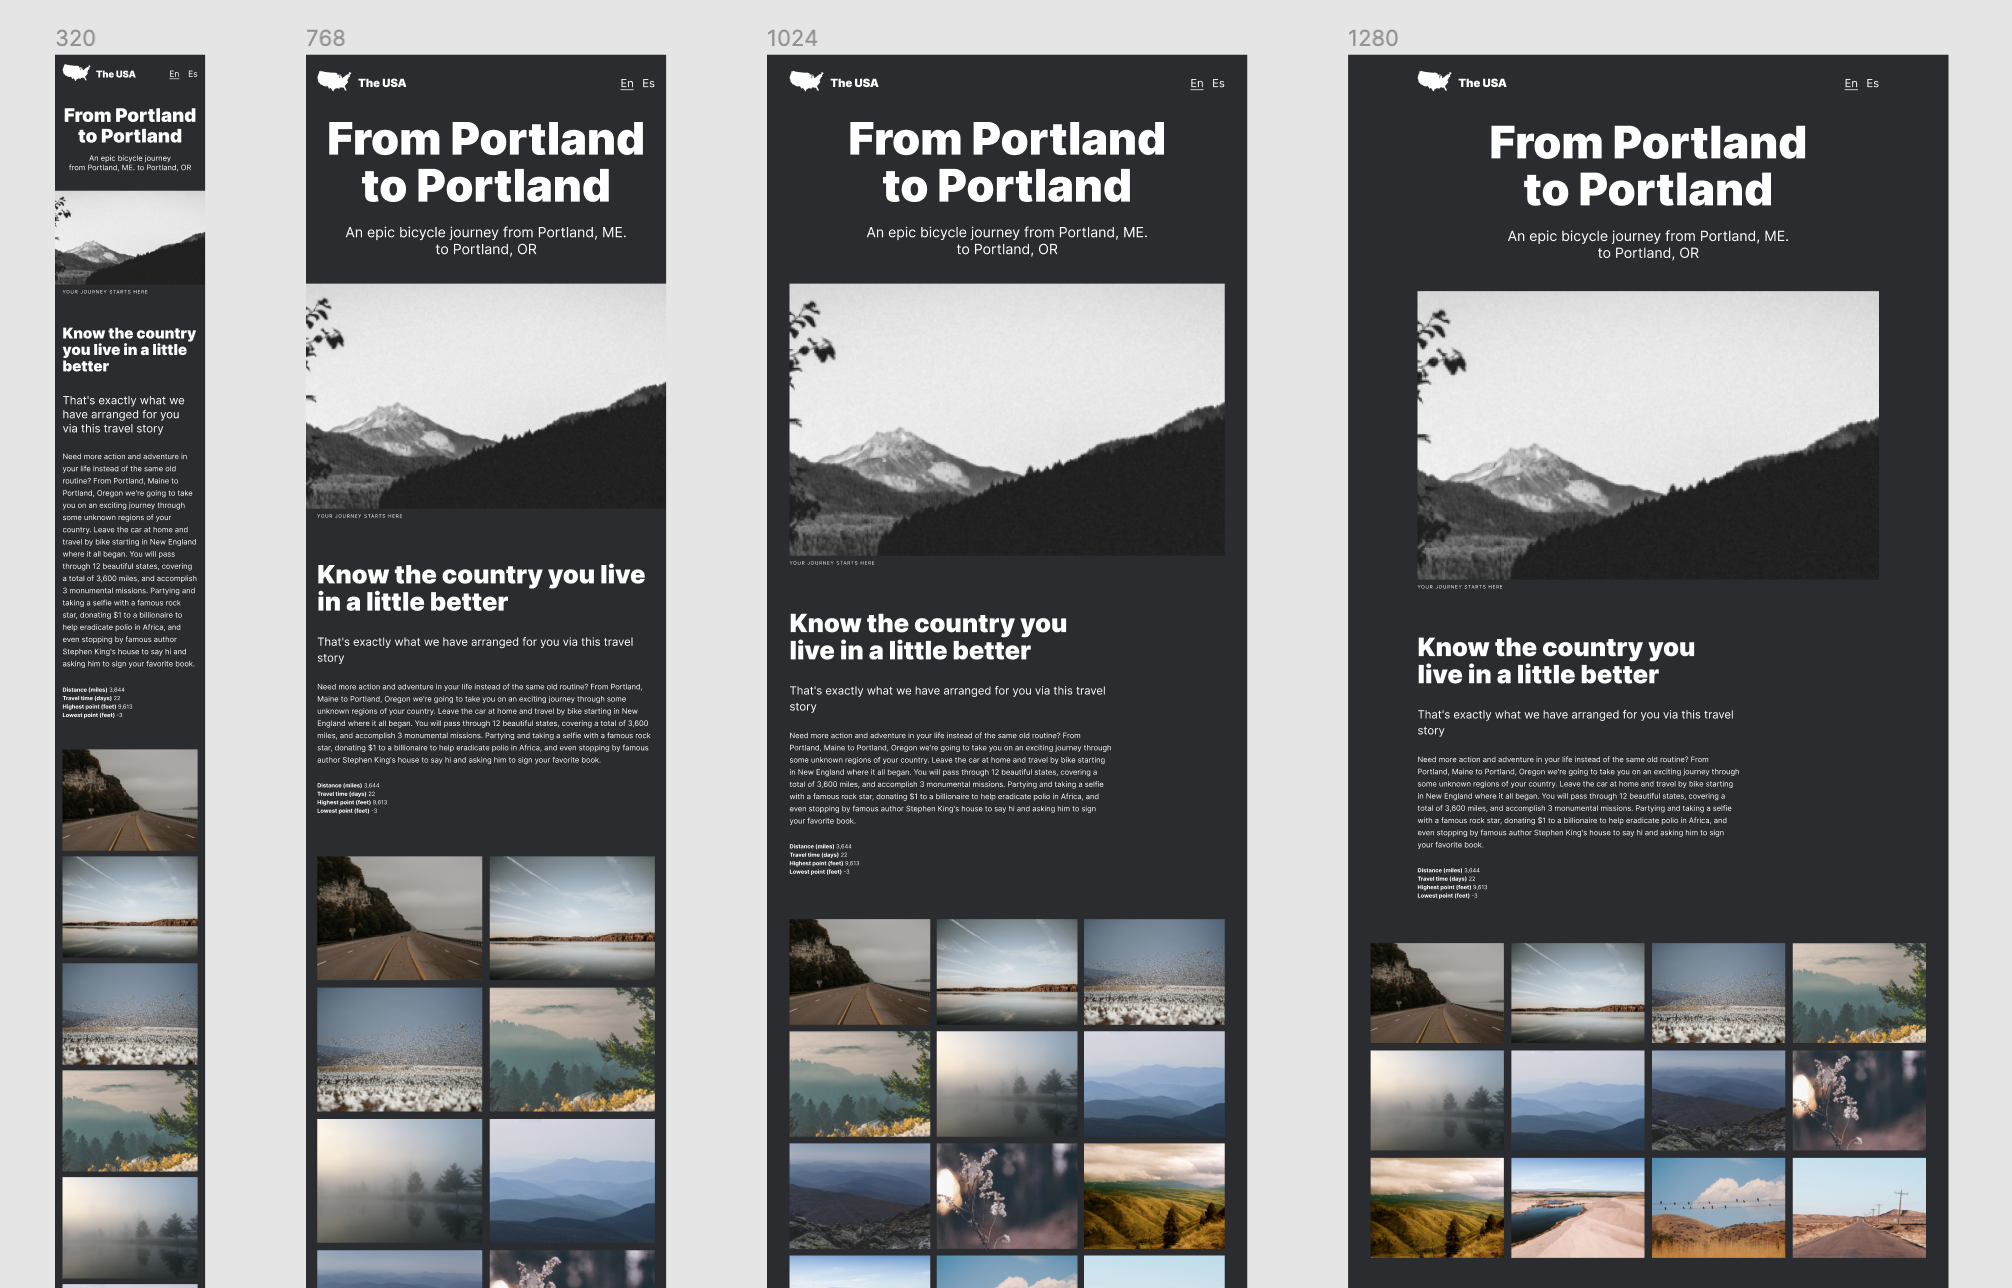 320
The USA
En Es
From Portland
to Portland
An epic bicycle journey
from Portland, ME. to Portland, OR
YOUR JOURNEY STARTS HERE
Know the country
you live in a little
better
That's exactly what we
have arranged for you
via this travel story
Need more action and adventure in
your life instead of the same old
routine? From Portland, Maine to
Portland, Oregon we're going to take
you on an exciting journey through
some unknown regions of your
country. Leave the car at home and
travel by bike starting in New England
where it all began. You will pass
through 12 beautiful states, covering
a total of 3,600 miles, and accomplish
3 monumental missions. Partying and
taking a selfie with a famous rock
star, donating $1 to a billionaire to
help eradicate polio in Africa, and
even stopping by famous author
Stephen King's house to say hi and
asking him to sign your favorite book.
Distance (miles) 3,644
Travel time (days) 22
Highest point (feet) 9,613
Lowest point (feet) -3
768
The USA
En Es
From Portland
to Portland
An epic bicycle journey from Portland, ME.
to Portland, OR
YOUR JOURNEY STARTS HERE
Know the country you live
in a little better
That's exactly what we have arranged for you via this travel
story
Need more action and adventure in your life instead of the same old routine? From Portland,
Maine to Portland, Oregon we're going to take you on an exciting journey through some
unknown regions of your country. Leave the car at home and travel by bike starting in New
England where it all began. You will pass through 12 beautiful states, covering a total of 3,600
miles, and accomplish 3 monumental missions. Partying and taking a selfie with a famous rock
star, donating $1 to a billionaire to help eradicate polio in Africa, and even stopping by famous
author Stephen King's house to say hi and asking him to sign your favorite book.
Distance (miles) 3,644
Travel time (days) 22
Highest point (feet) 9,613
Lowest point (feet) -3
1024
The USA
En Es
From Portland
to Portland
An epic bicycle journey from Portland, ME.
to Portland, OR
YOUR JOURNEY STARTS HERE
Know the country you
live in a little better
That's exactly what we have arranged for you via this travel
story
Need more action and adventure in your life instead of the same old routine? From
Portland, Maine to Portland, Oregon we're going to take you on an exciting journey through
some unknown regions of your country. Leave the car at home and travel by bike starting
in New England where it all began. You will pass through 12 beautiful states, covering a
total of 3,600 miles, and accomplish 3 monumental missions. Partying and taking a selfie
with a famous rock star, donating $1 to a billionaire to help eradicate polio in Africa, and
even stopping by famous author Stephen King's house to say hi and asking him to sign
your favorite book.
Distance (miles) 3,644
Travel time (days) 22
Highest point (feet) 9,613
Lowest point (feet) -3
1280
The USA
En Es
From Portland
to Portland
An epic bicycle journey from Portland, ME.
to Portland, OR
YOUR JOURNEY STARTS HERE
Know the country you
live in a little better
That's exactly what we have arranged for you via this travel
story
Need more action and adventure in your life instead of the same old routine? From
Portland, Maine to Portland, Oregon we're going to take you on an exciting journey through
some unknown regions of your country. Leave the car at home and travel by bike starting
in New England where it all began. You will pass through 12 beautiful states, covering a
total of 3,600 miles, and accomplish 3 monumental missions. Partying and taking a selfie
with a famous rock star, donating $1 to a billionaire to help eradicate polio in Africa, and
even stopping by famous author Stephen King's house to say hi and asking him to sign
your favorite book.
Distance (miles) 3,644
Travel time (days) 22
Highest point (feet) 9,613
Lowest point (feet) -3